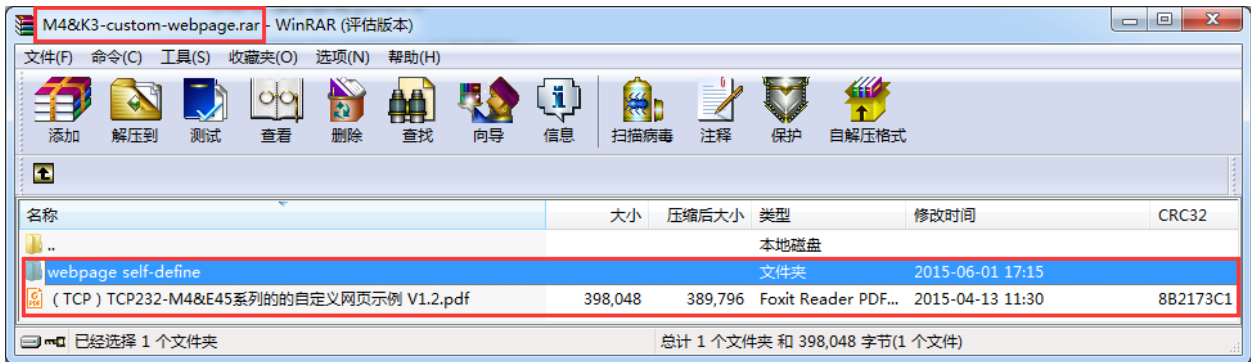 M4&K3-custom-webpage.rar - WinRAR (评估版本)
文件(F) 命令(C) 工具(S) 收藏夹(O) 选项(N) 帮助(H)
添加 解压到 测试 查看 删除 查找 向导 信息 扫描病毒 注释 保护 自解压格式
名称 大小 压缩后大小 类型 修改时间 CRC32
.. 本地磁盘
webpage self-define 文件夹 2015-06-01 17:15
（TCP）TCP232-M4&E45系列的的自定义网页示例 V1.2.pdf 398,048 389,796 Foxit Reader PDF... 2015-04-13 11:30 8B2173C1
已经选择 1 个文件夹 总计 1 个文件夹 和 398,048 字节(1 个文件)